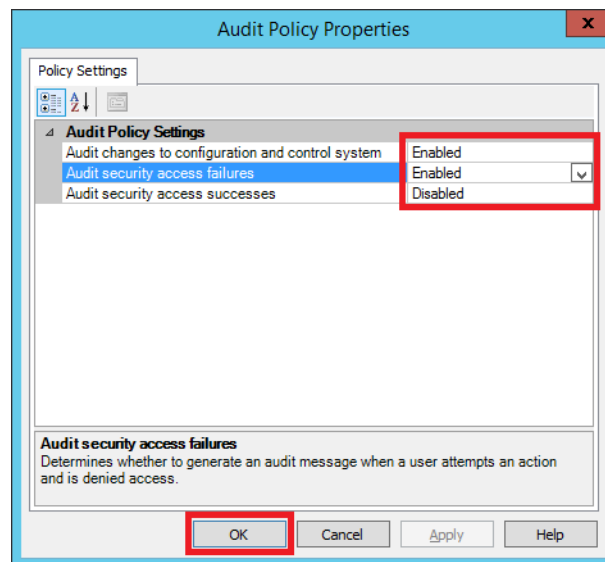 Audit Policy Properties
x
Policy Settings
A
Z
Audit Policy Settings
Audit changes to configuration and control system Enabled
Audit security access failures Enabled
Audit security access successes Disabled
Audit security access failures
Determines whether to generate an audit message when a user attempts an action
and is denied access.
OK Cancel Apply Help